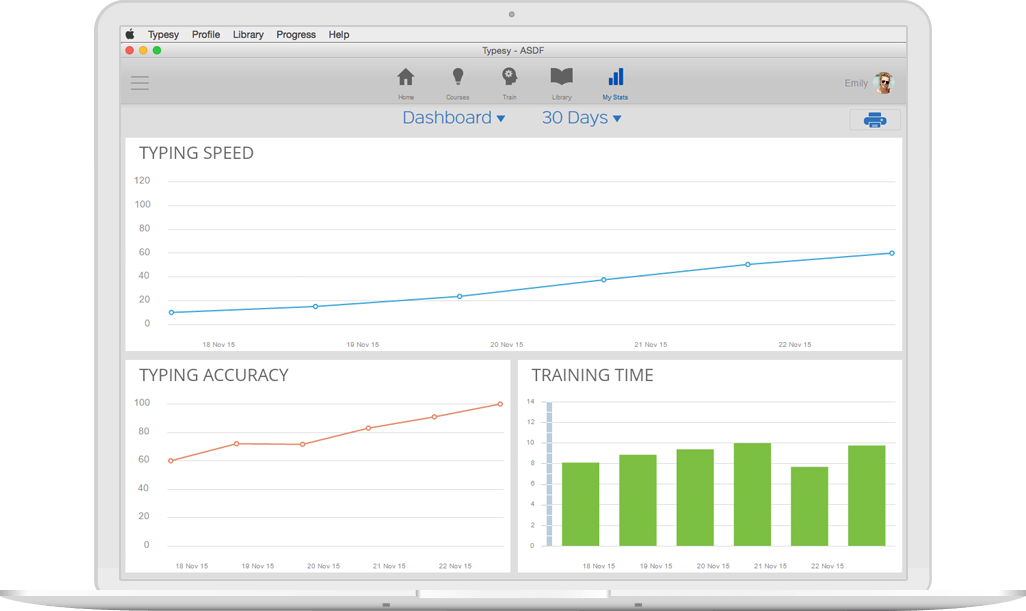 Typesy Profile Library Progress Help
Typesy - ASDF
Home Courses Train Library My Stats
Emily
Dashboard 30 Days
TYPING SPEED
120
100
80
60
40
20
0
18 Nov 15 19 Nov 15 20 Nov 15 21 Nov 15 22 Nov 15
TYPING ACCURACY
100
80
60
40
20
0
18 Nov 15 19 Nov 15 20 Nov 15 21 Nov 15 22 Nov 15
TRAINING TIME
14
12
10
8
6
4
2
0
18 Nov 15 19 Nov 15 20 Nov 15 21 Nov 15 22 Nov 15